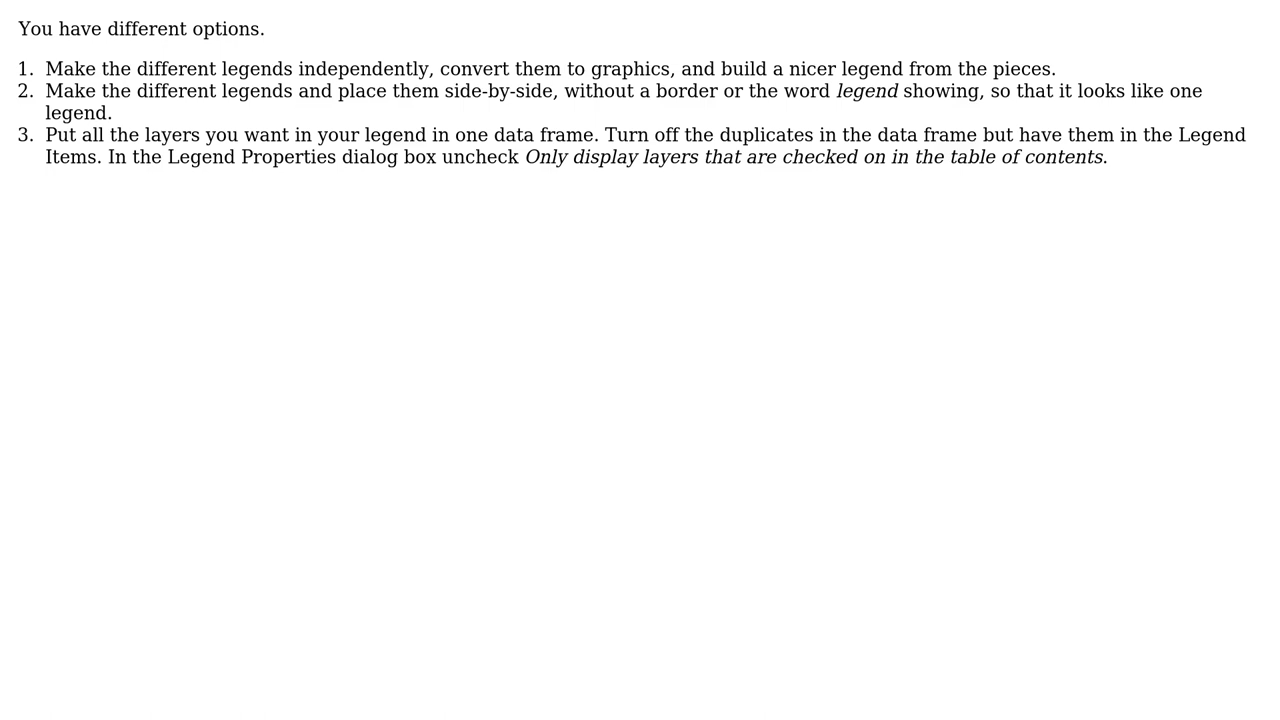 You have different options.
1. Make the different legends independently, convert them to graphics, and build a nicer legend from the pieces.
2. Make the different legends and place them side-by-side, without a border or the word legend showing, so that it looks like one
legend.
3. Put all the layers you want in your legend in one data frame. Turn off the duplicates in the data frame but have them in the Legend
Items. In the Legend Properties dialog box uncheck Only display layers that are checked on in the table of contents.